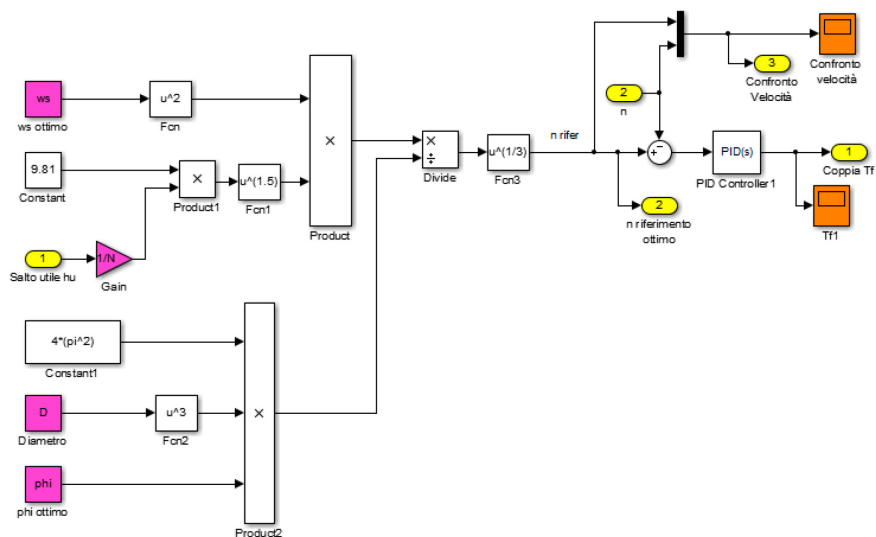 ws
ws ottimo
u^2
Fcn
9.81
Constant
×
Product1
u^(1.5)
Fcn1
1
Salto utile hu
1/N
Gain
×
Product
4*(pi^2)
Constant1
D
Diametro
u^3
Fcn2
phi
phi ottimo
×
Product2
×
÷
Divide
u^(1/3)
Fcn3
n rifer
2
n
3
Confronto
Velocità
Confronto
velocità
+
−
PID(s)
PID Controller1
1
Coppia Tf
2
n riferimento
ottimo
Tf1